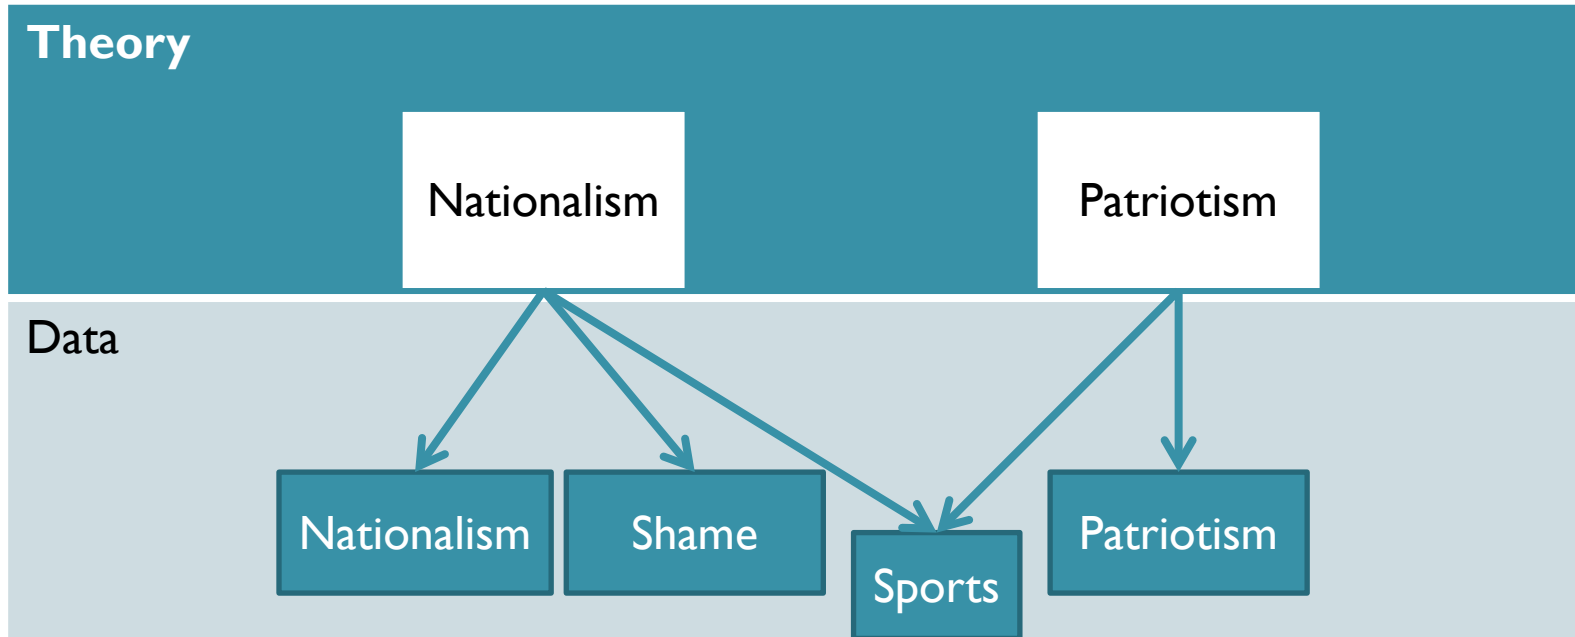 Theory
Nationalism
Patriotism
Data
Nationalism
Shame
Sports
Patriotism